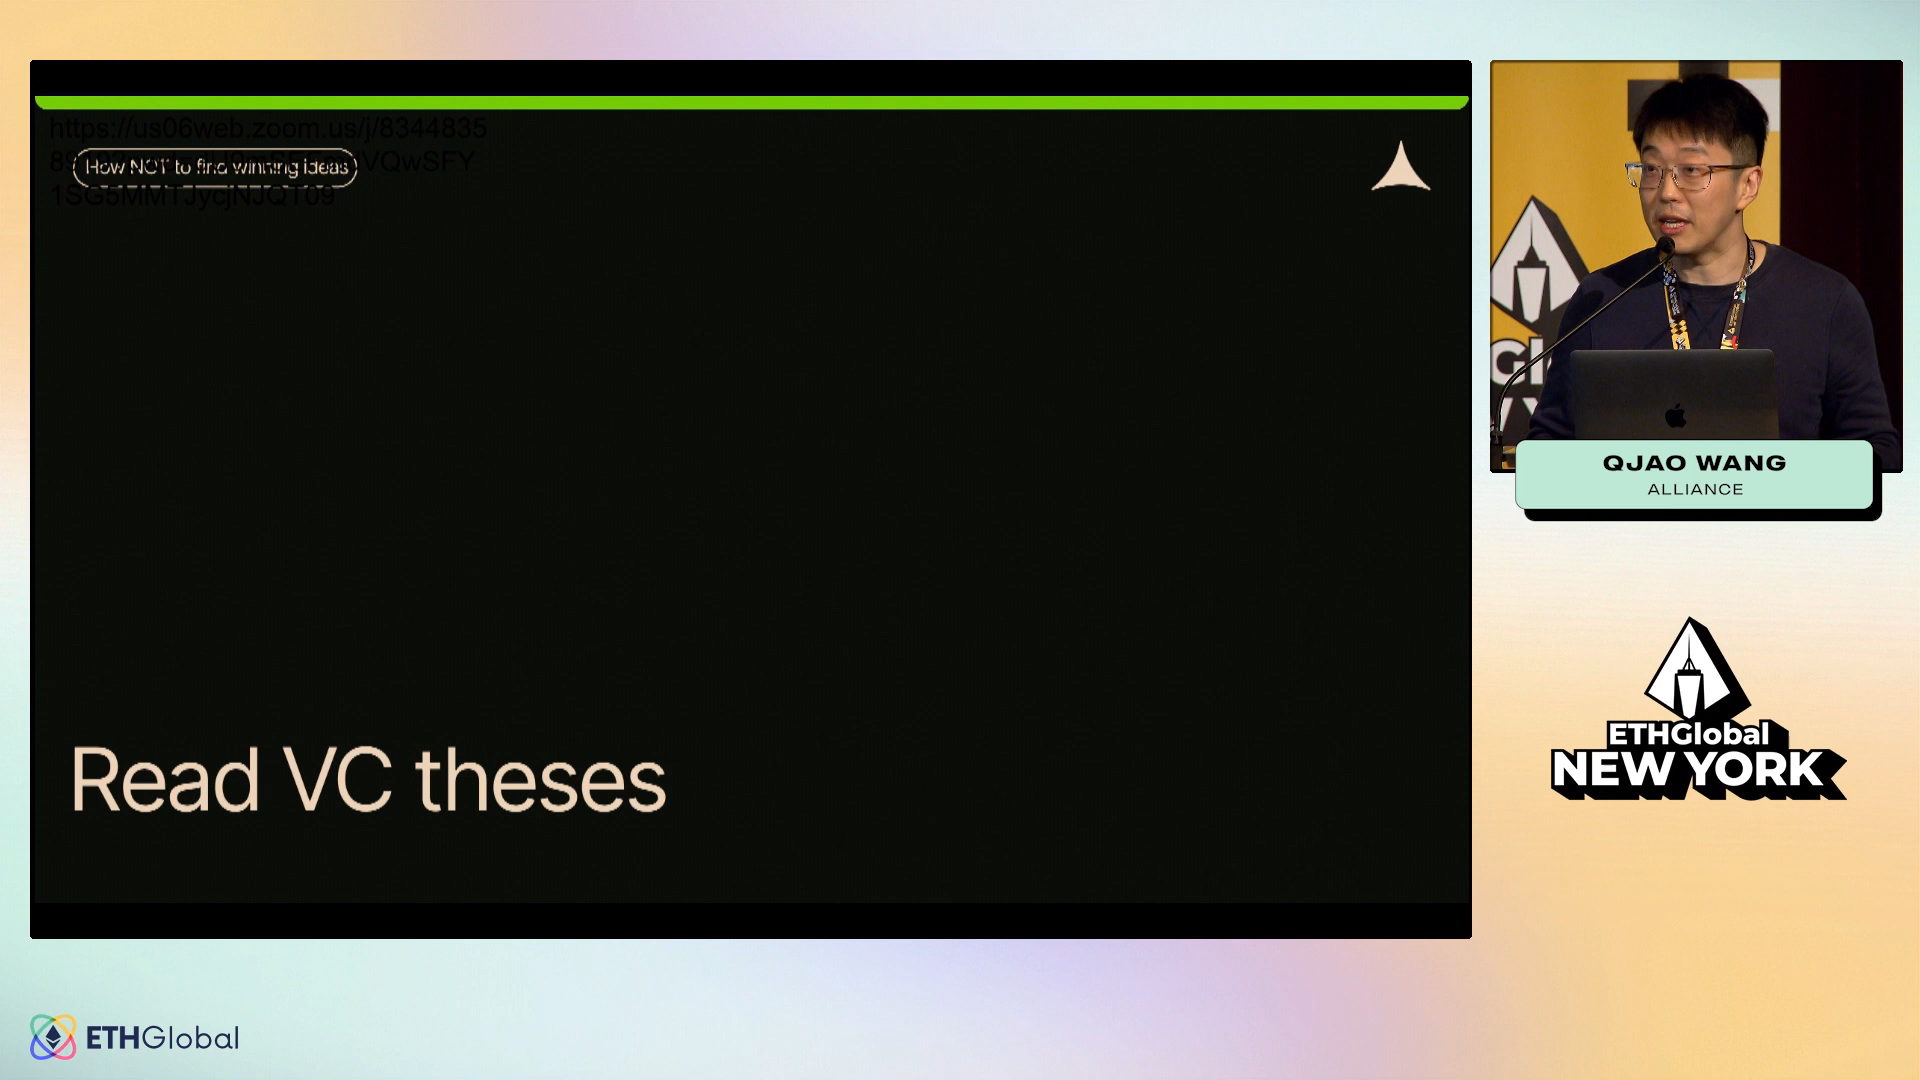 https://us06web.zoom.us/j/8344835
How NOT to find winning ideas
1SG5MMTJycjNJQT09
Read VC theses
QJAO WANG
ALLIANCE
ETHGlobal
NEW YORK
ETHGlobal